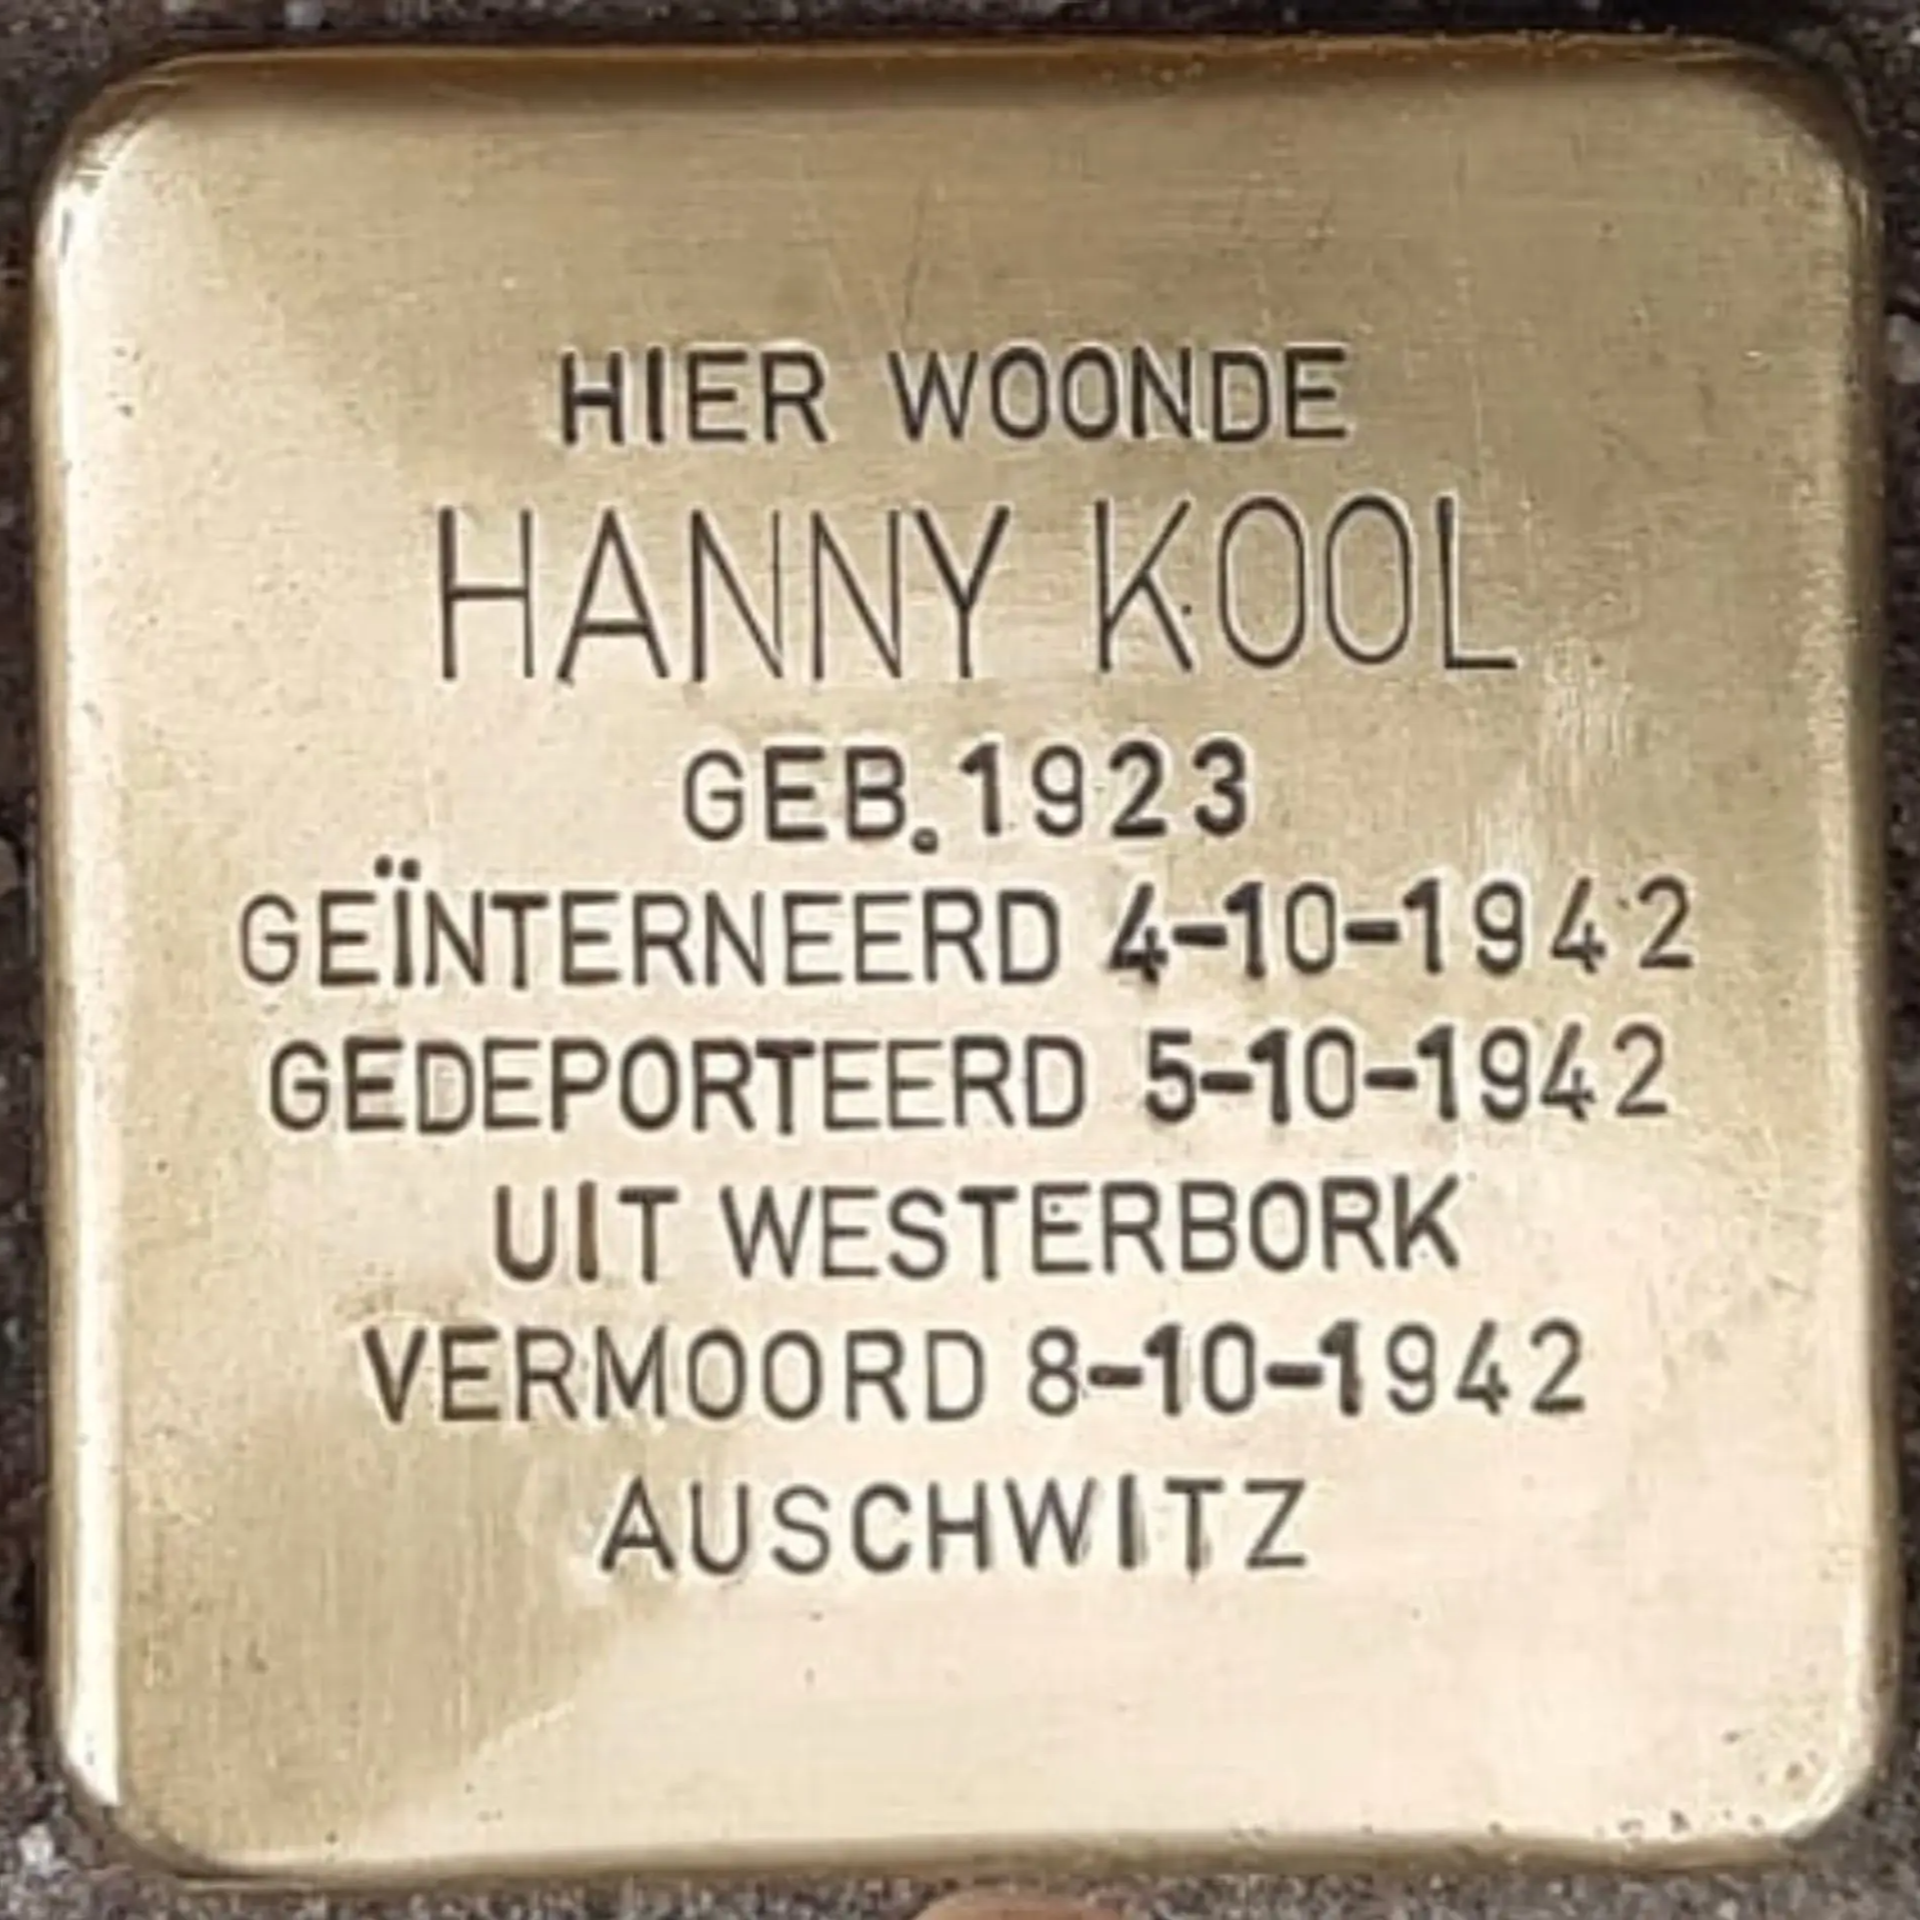 HIER WOONDE
HANNY KOOL
GEB. 1923
GEÏNTERNEERD 4-10-1942
GEDEPORTEERD 5-10-1942
UIT WESTERBORK
VERMOORD 8-10-1942
AUSCHWITZ